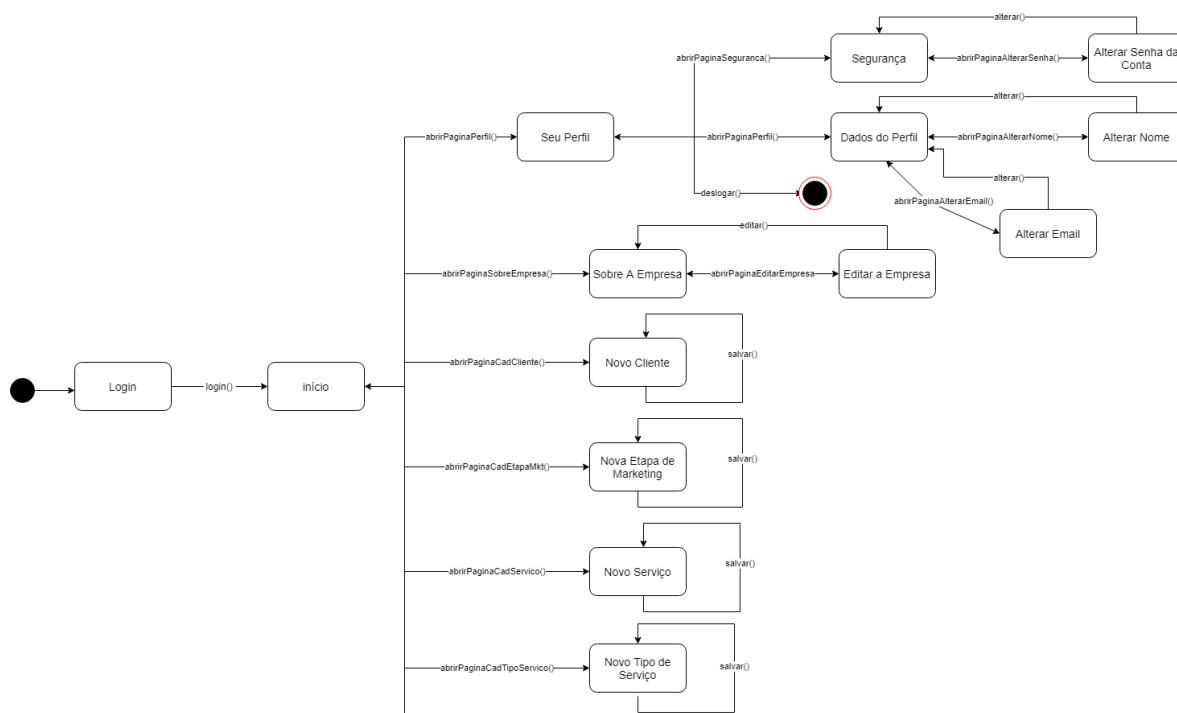 alterar()
abrirPaginaSeguranca()
Segurança
abrirPaginaAlterarSenha()
Alterar Senha da
Conta
alterar()
abrirPaginaPerfil()
Seu Perfil
abrirPaginaPerfil()
Dados do Perfil
abrirPaginaAlterarNome()
Alterar Nome
alterar()
deslogar()
abrirPaginaAlterarEmail()
Alterar Email
editar()
abrirPaginaSobreEmpresa()
Sobre A Empresa
abrirPaginaEditarEmpresa
Editar a Empresa
abrirPaginaCadCliente()
Novo Cliente
salvar()
Login
login()
início
abrirPaginaCadEtapaMkt()
Nova Etapa de
Marketing
salvar()
abrirPaginaCadServico()
Novo Serviço
salvar()
abrirPaginaCadTipoServico()
Novo Tipo de
Serviço
salvar()